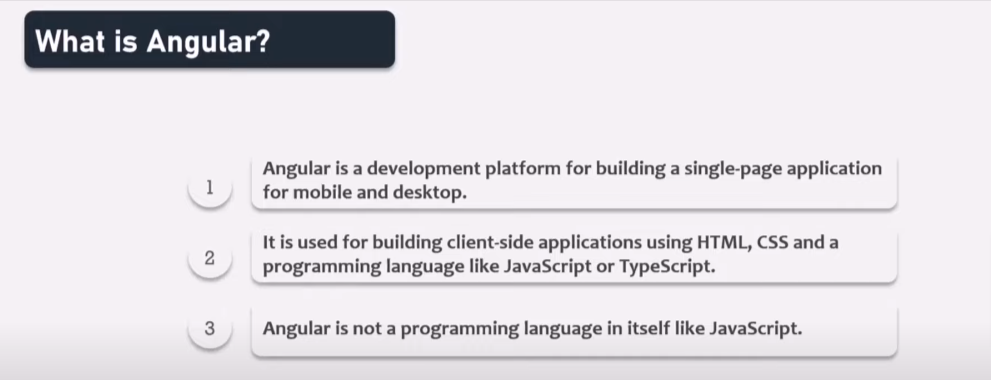 What is Angular?
1
Angular is a development platform for building a single-page application
for mobile and desktop.
2
It is used for building client-side applications using HTML, CSS and a
programming language like JavaScript or TypeScript.
3
Angular is not a programming language in itself like JavaScript.